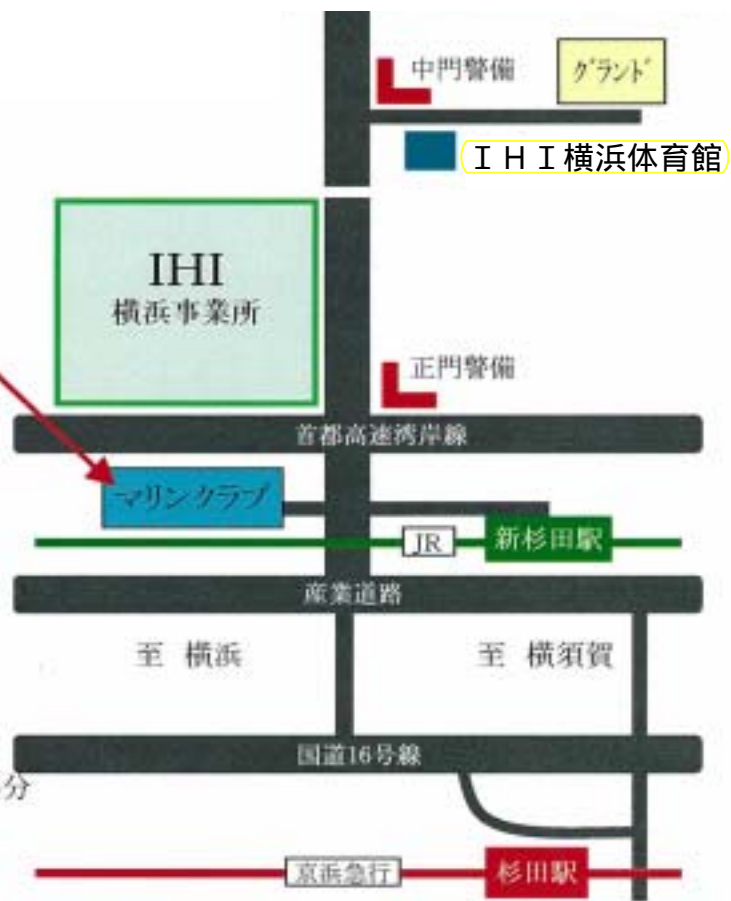 中門警備
グランド
ＩＨＩ横浜体育館
IHI
横浜事業所
正門警備
首都高速湾岸線
マリンクラブ
JR
新杉田駅
産業道路
至 横浜
至 横須賀
国道16号線
分
京浜急行
杉田駅